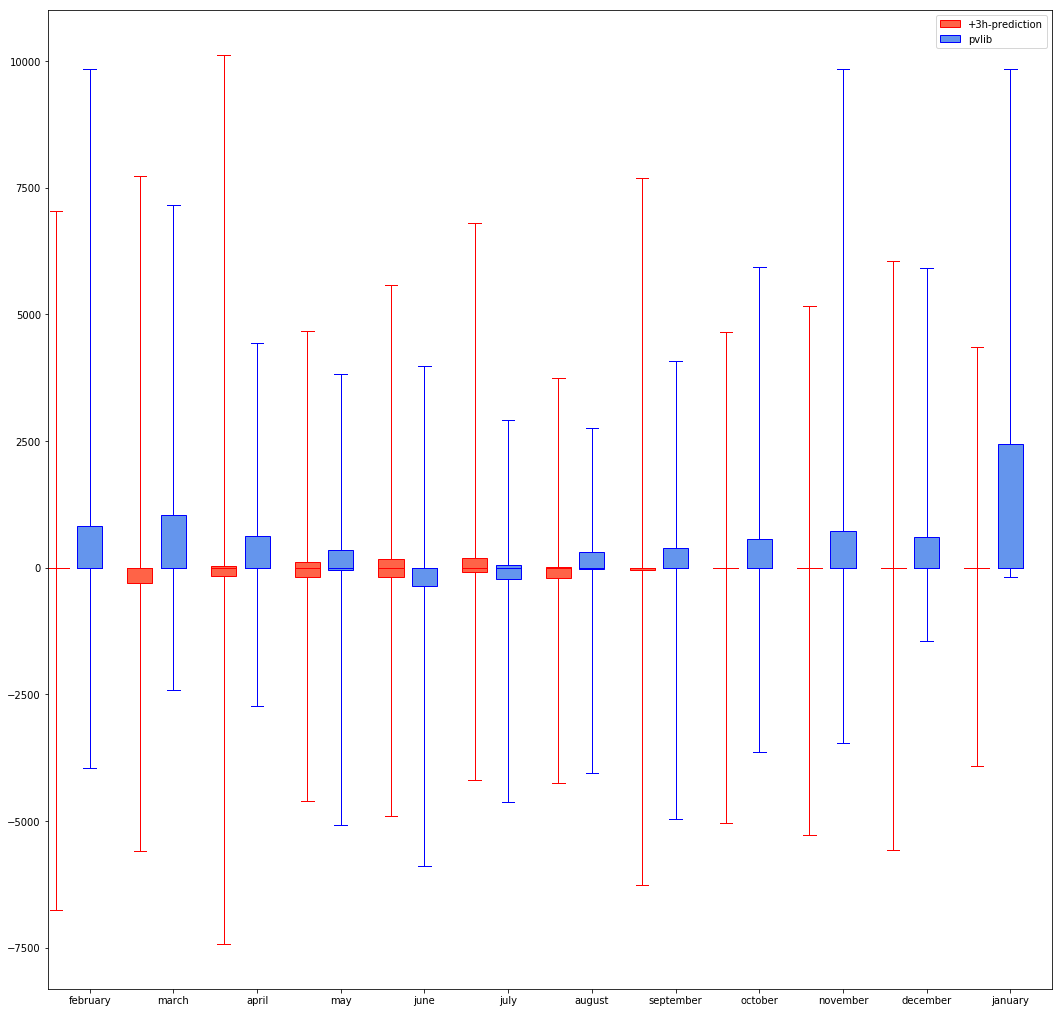 +3h-prediction
pvlib
10000
7500
5000
2500
0
−2500
−5000
−7500
february march april may june july august september october november december january